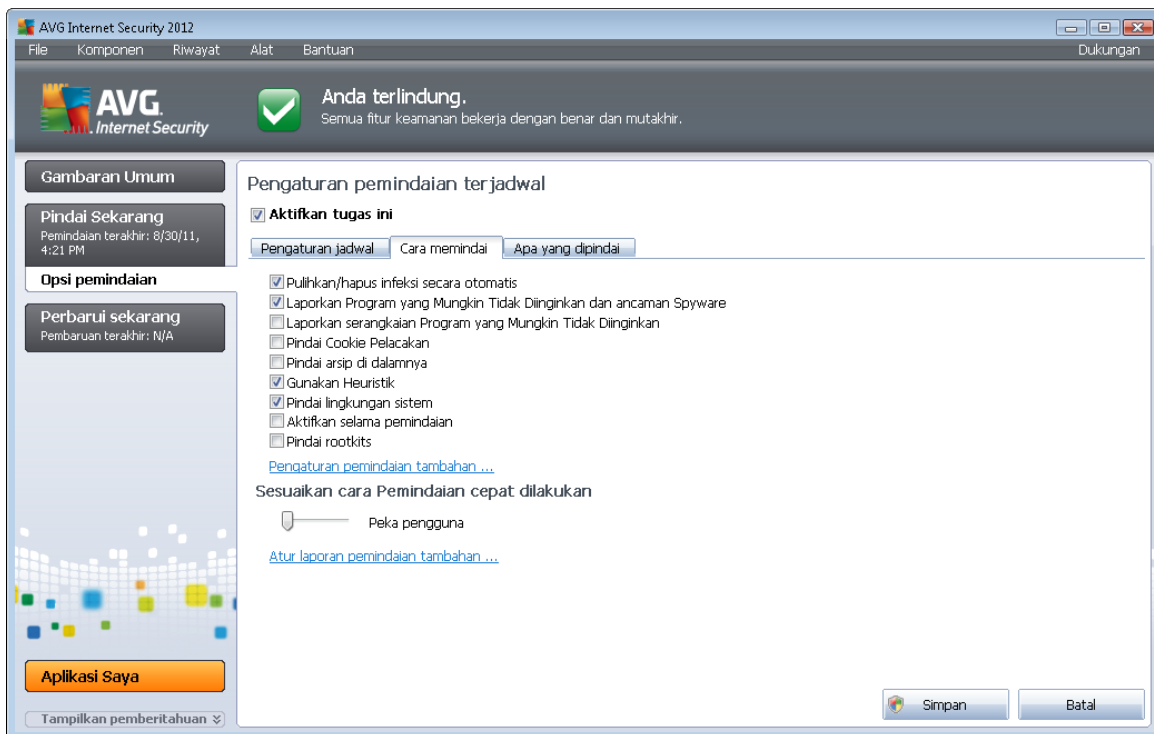 AVG Internet Security 2012
File Komponen Riwayat Alat Bantuan Dukungan
AVG.
Internet Security
Anda terlindung.
Semua fitur keamanan bekerja dengan benar dan mutakhir.
Gambaran Umum
Pindai Sekarang
Pemindaian terakhir: 8/30/11,
4:21 PM
Opsi pemindaian
Perbarui sekarang
Pembaruan terakhir: N/A
Aplikasi Saya
Tampilkan pemberitahuan
Pengaturan pemindaian terjadwal
Aktifkan tugas ini
Pengaturan jadwal Cara memindai Apa yang dipindai
Pulihkan/hapus infeksi secara otomatis
Laporkan Program yang Mungkin Tidak Diinginkan dan ancaman Spyware
Laporkan serangkaian Program yang Mungkin Tidak Diinginkan
Pindai Cookie Pelacakan
Pindai arsip di dalamnya
Gunakan Heuristik
Pindai lingkungan sistem
Aktifkan selama pemindaian
Pindai rootkits
Pengaturan pemindaian tambahan ...
Sesuaikan cara Pemindaian cepat dilakukan
Peka pengguna
Atur laporan pemindaian tambahan ...
Simpan Batal